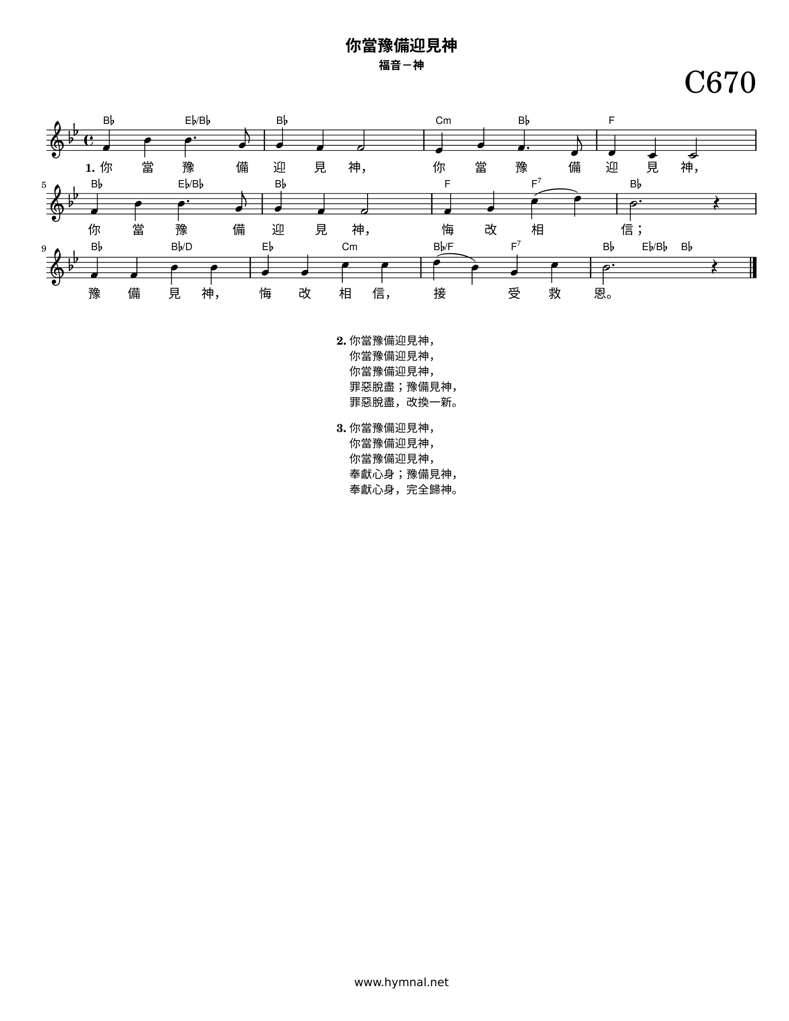 你當豫備迎見神
福音－神
C670
B♭ E♭/B♭ B♭ Cm B♭ F
1. 你 當 豫 備 迎 見 神， 你 當 豫 備 迎 見 神，
5 B♭ E♭/B♭ B♭ F F7 B♭
你 當 豫 備 迎 見 神， 悔 改 相 信；
9 B♭ B♭/D E♭ Cm B♭/F F7 B♭ E♭/B♭ B♭
豫 備 見 神， 悔 改 相 信， 接 受 救 恩。
2. 你當豫備迎見神，
你當豫備迎見神，
你當豫備迎見神，
罪惡脫盡；豫備見神，
罪惡脫盡，改換一新。
3. 你當豫備迎見神，
你當豫備迎見神，
你當豫備迎見神，
奉獻心身；豫備見神，
奉獻心身，完全歸神。
www.hymnal.net